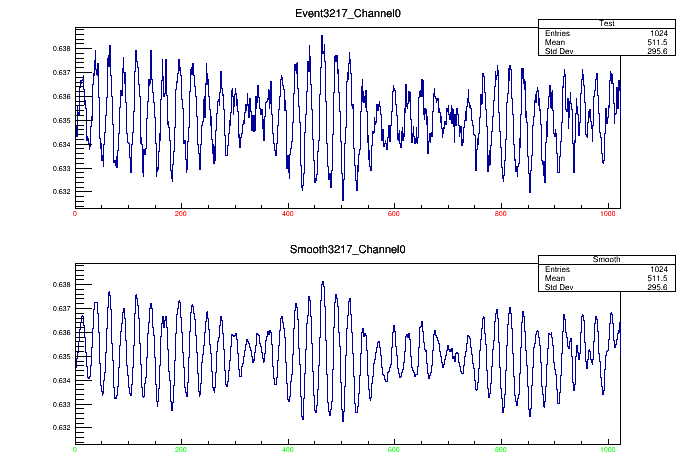 Event3217_Channel0
Test
Entries 1024
Mean 511.5
Std Dev 295.6
0.638
0.637
0.636
0.635
0.634
0.633
0.632
0 200 400 600 800 1000
Smooth3217_Channel0
Smooth
Entries 1024
Mean 511.5
Std Dev 295.6
0.638
0.637
0.636
0.635
0.634
0.633
0.632
0 200 400 600 800 1000